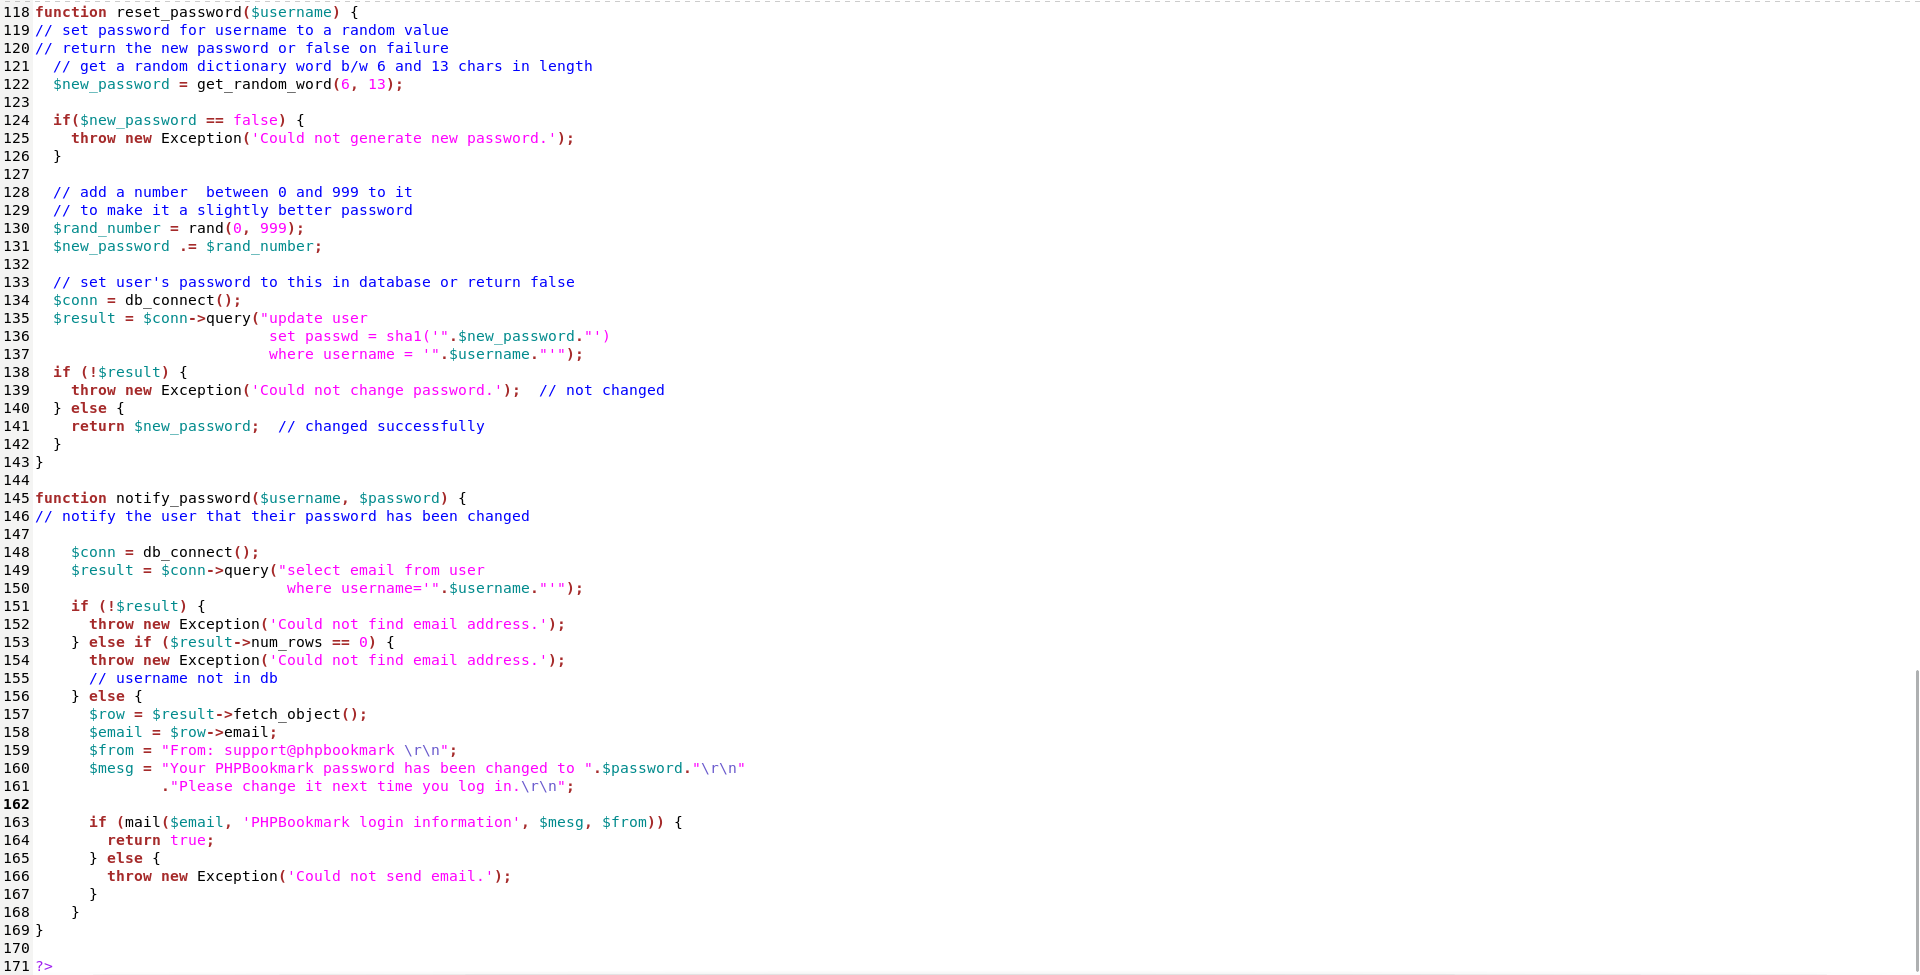 118 function reset_password($username) {
119 // set password for username to a random value
120 // return the new password or false on failure
121   // get a random dictionary word b/w 6 and 13 chars in length
122   $new_password = get_random_word(6, 13);
123
124   if($new_password == false) {
125     throw new Exception('Could not generate new password.');
126   }
127
128   // add a number  between 0 and 999 to it
129   // to make it a slightly better password
130   $rand_number = rand(0, 999);
131   $new_password .= $rand_number;
132
133   // set user's password to this in database or return false
134   $conn = db_connect();
135   $result = $conn->query("update user
136                           set passwd = sha1('".$new_password."')
137                           where username = '".$username."'");
138   if (!$result) {
139     throw new Exception('Could not change password.');  // not changed
140   } else {
141     return $new_password;  // changed successfully
142   }
143 }
144
145 function notify_password($username, $password) {
146 // notify the user that their password has been changed
147
148     $conn = db_connect();
149     $result = $conn->query("select email from user
150                             where username='".$username."'");
151     if (!$result) {
152       throw new Exception('Could not find email address.');
153     } else if ($result->num_rows == 0) {
154       throw new Exception('Could not find email address.');
155       // username not in db
156     } else {
157       $row = $result->fetch_object();
158       $email = $row->email;
159       $from = "From: support@phpbookmark \r\n";
160       $mesg = "Your PHPBookmark password has been changed to ".$password."\r\n"
161               ."Please change it next time you log in.\r\n";
162
163       if (mail($email, 'PHPBookmark login information', $mesg, $from)) {
164         return true;
165       } else {
166         throw new Exception('Could not send email.');
167       }
168     }
169 }
170
171 ?>